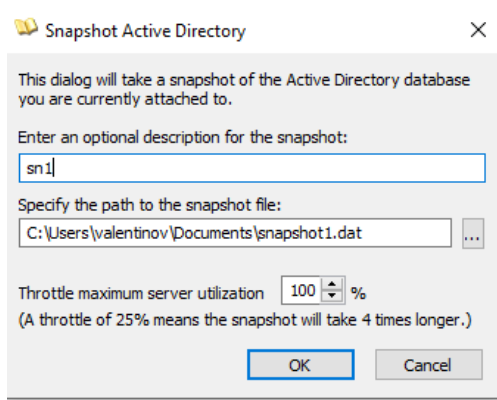 Snapshot Active Directory
This dialog will take a snapshot of the Active Directory database
you are currently attached to.
Enter an optional description for the snapshot:
sn1
Specify the path to the snapshot file:
C:\Users\valentinov\Documents\snapshot1.dat
...
Throttle maximum server utilization 100 %
(A throttle of 25% means the snapshot will take 4 times longer.)
OK Cancel